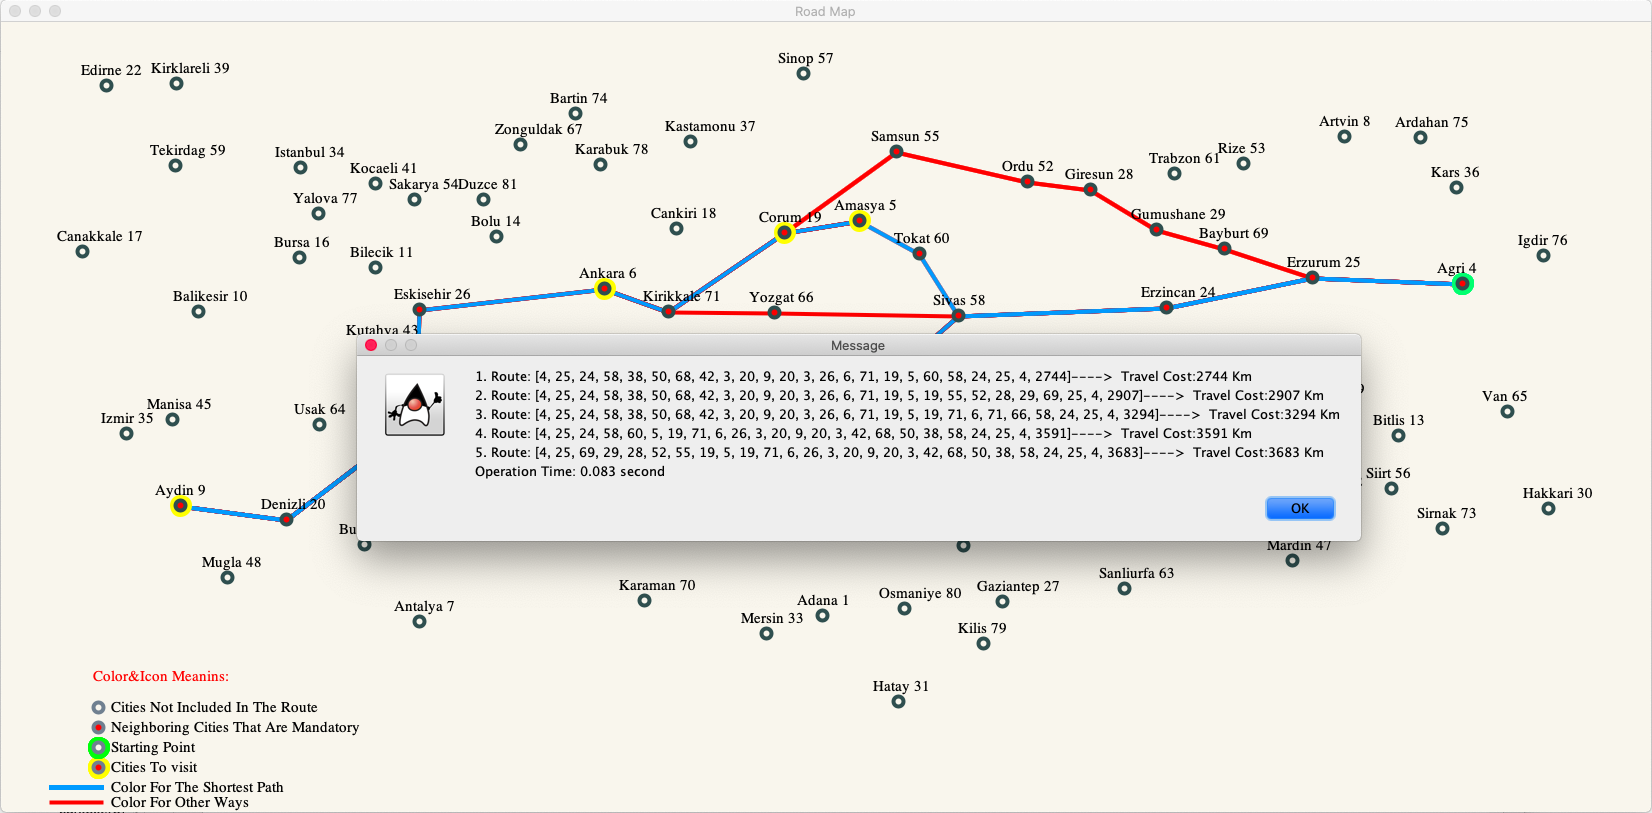 Road Map
Sinop 57
Edirne 22 Kirklareli 39
Bartin 74
Zonguldak 67
Kastamonu 37
Samsun 55
Artvin 8
Ardahan 75
Tekirdag 59
Istanbul 34
Karabuk 78
Rize 53
Trabzon 61
Kocaeli 41
Ordu 52
Giresun 28
Kars 36
Sakarya 54
Duzce 81
Yalova 77
Cankiri 18
Corum 19
Amasya 5
Gumushane 29
Bolu 14
Canakkale 17
Bursa 16
Bilecik 11
Tokat 60
Bayburt 69
Igdir 76
Erzurum 25
Agri 4
Ankara 6
Balikesir 10
Eskisehir 26
Kirikkale 71
Yozgat 66
Sivas 58
Erzincan 24
Kutahya 43
Message
1. Route: [4, 25, 24, 58, 38, 50, 68, 42, 3, 20, 9, 20, 3, 26, 6, 71, 19, 5, 60, 58, 24, 25, 4, 2744]----> Travel Cost:2744 Km
2. Route: [4, 25, 24, 58, 38, 50, 68, 42, 3, 20, 9, 20, 3, 26, 6, 71, 19, 5, 19, 55, 52, 28, 29, 69, 25, 4, 2907]----> Travel Cost:2907 Km
3. Route: [4, 25, 24, 58, 38, 50, 68, 42, 3, 20, 9, 20, 3, 26, 6, 71, 19, 5, 19, 71, 6, 71, 66, 58, 24, 25, 4, 3294]----> Travel Cost:3294 Km
4. Route: [4, 25, 24, 58, 60, 5, 19, 71, 6, 26, 3, 20, 9, 20, 3, 42, 68, 50, 38, 58, 24, 25, 4, 3591]----> Travel Cost:3591 Km
5. Route: [4, 25, 69, 29, 28, 52, 55, 19, 5, 19, 71, 6, 26, 3, 20, 9, 20, 3, 42, 68, 50, 38, 58, 24, 25, 4, 3683]----> Travel Cost:3683 Km
Operation Time: 0.083 second
OK
Manisa 45
Usak 64
Izmir 35
Van 65
Bitlis 13
Siirt 56
Aydin 9
Denizli 20
Hakkari 30
Sirnak 73
Bu
Mardin 47
Mugla 48
Sanliurfa 63
Karaman 70
Gaziantep 27
Osmaniye 80
Adana 1
Antalya 7
Mersin 33
Kilis 79
Hatay 31
Color&Icon Meanins:
Cities Not Included In The Route
Neighboring Cities That Are Mandatory
Starting Point
Cities To visit
Color For The Shortest Path
Color For Other Ways